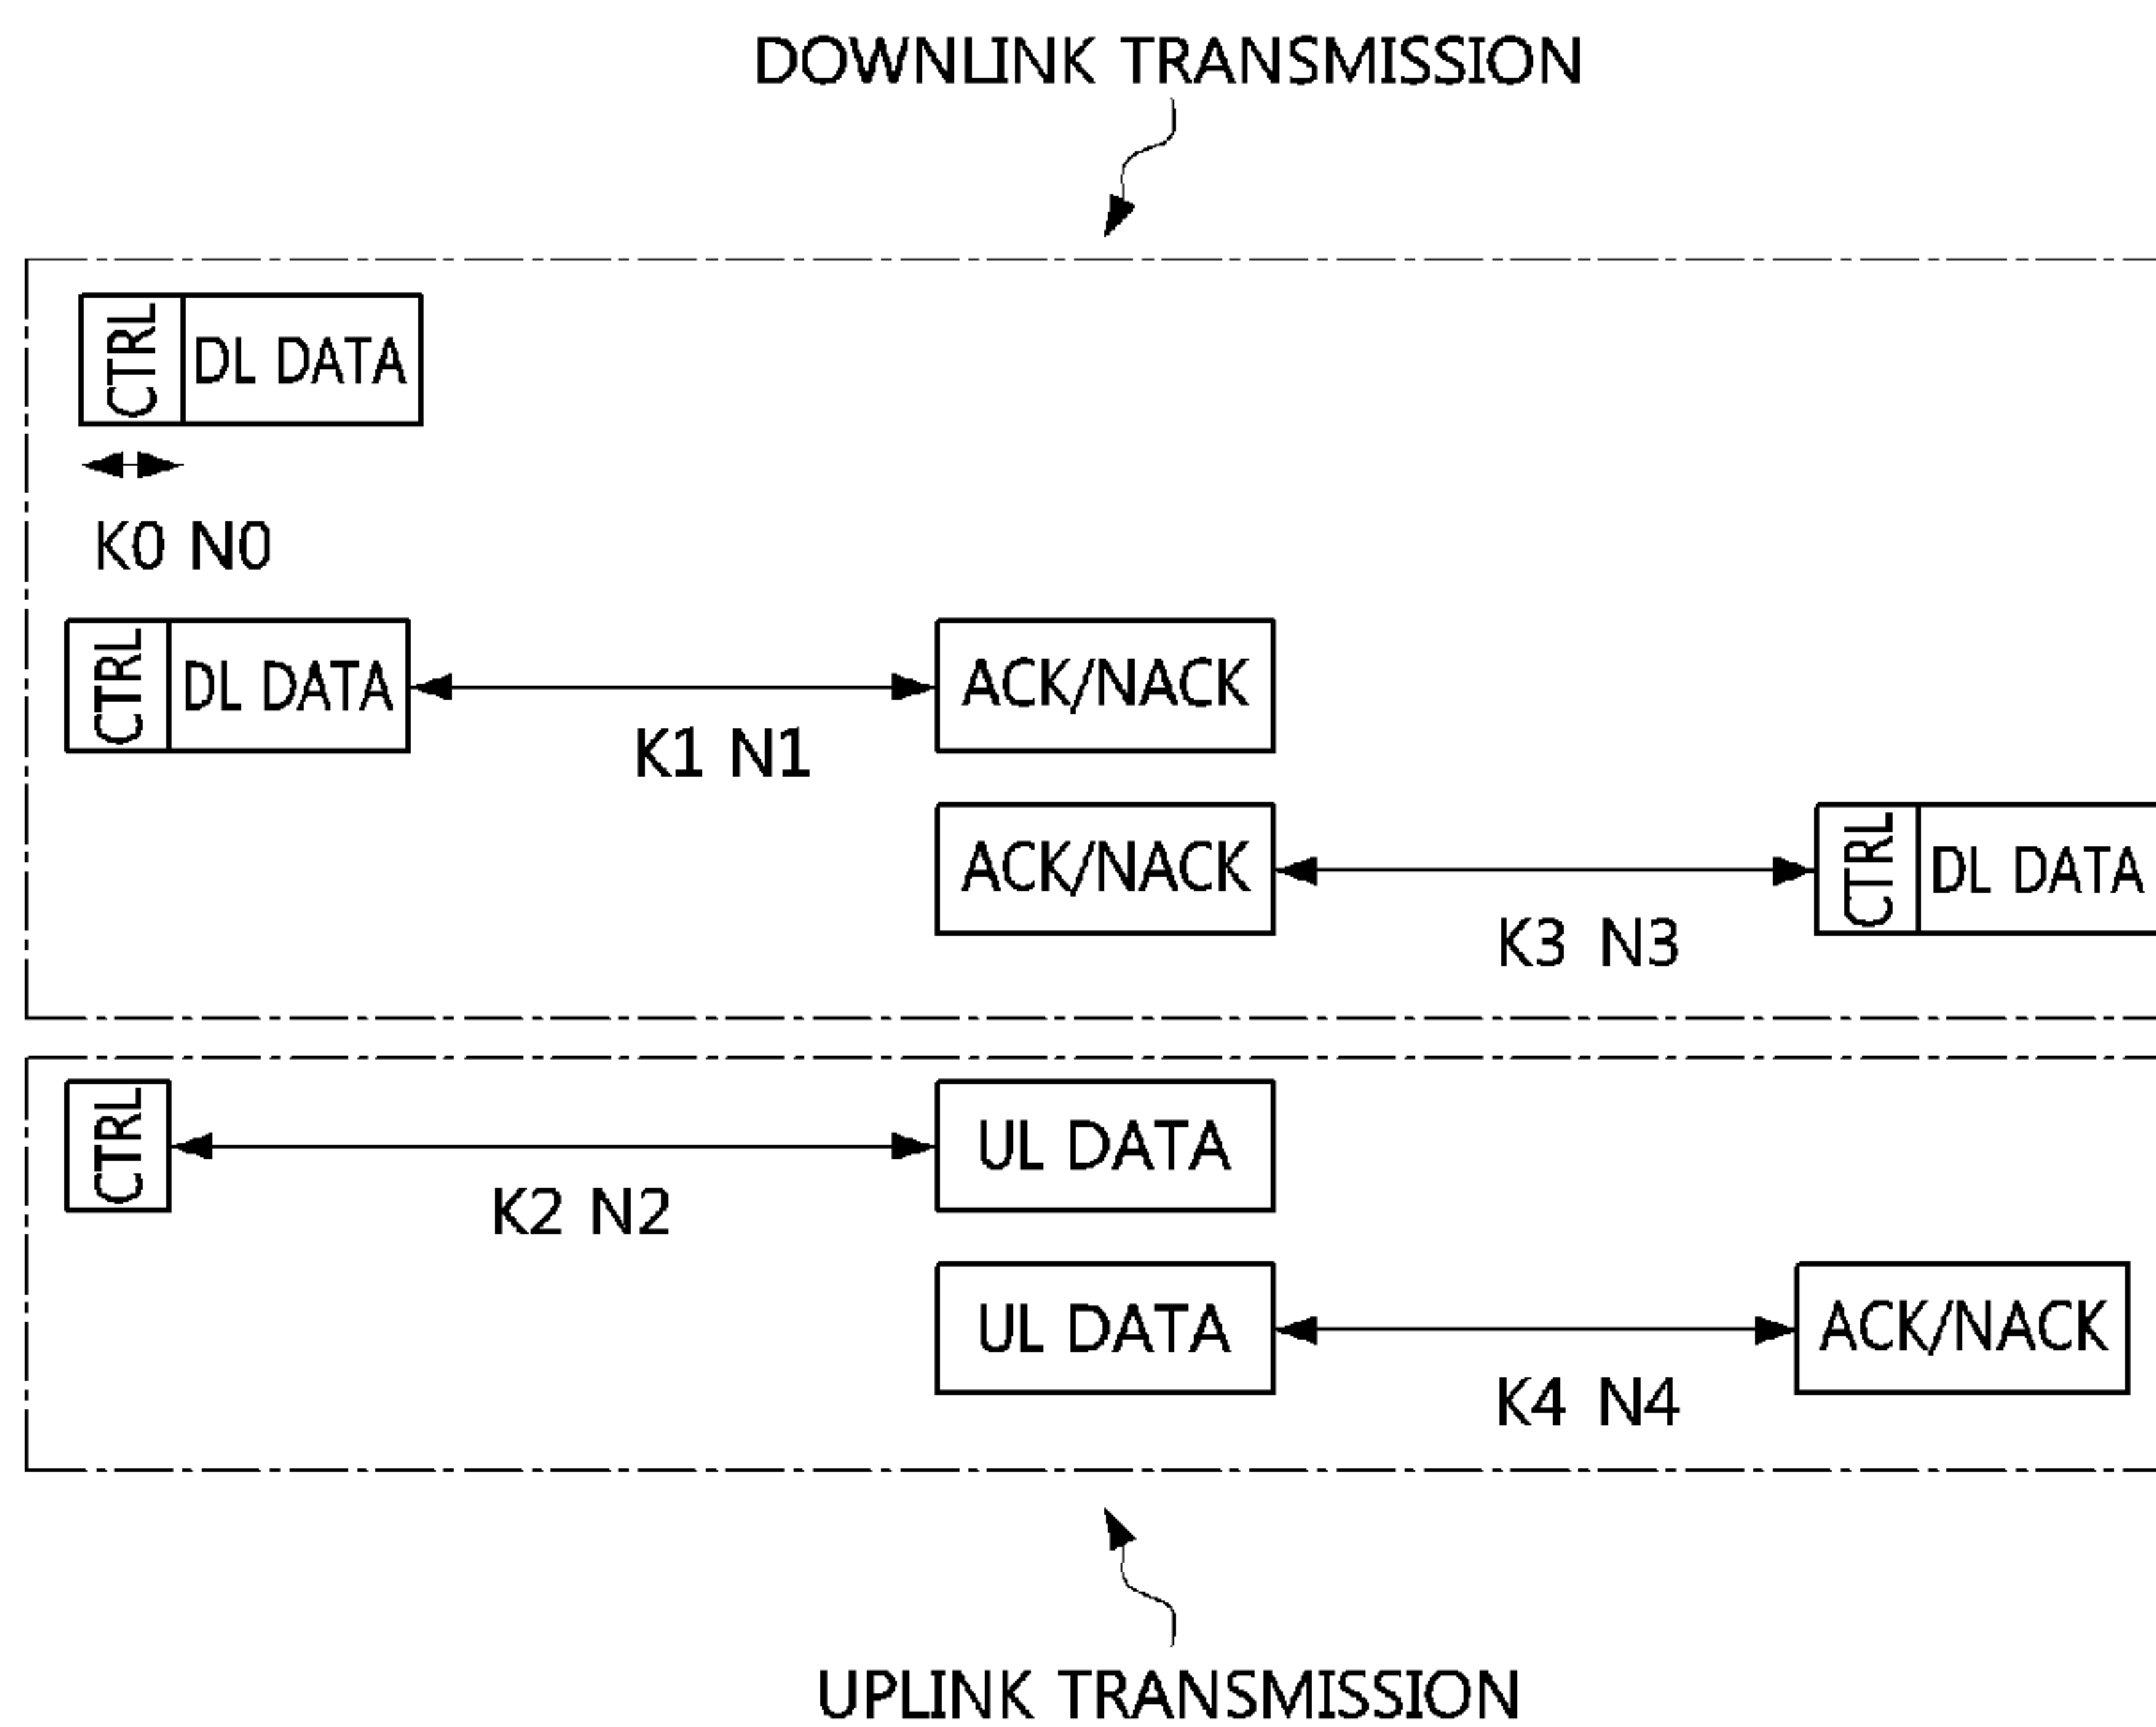 DOWNLINK TRANSMISSION
CTRL DL DATA
K0 N0
CTRL DL DATA ACK/NACK
K1 N1
ACK/NACK CTRL DL DATA
K3 N3
CTRL UL DATA
K2 N2
UL DATA ACK/NACK
K4 N4
UPLINK TRANSMISSION